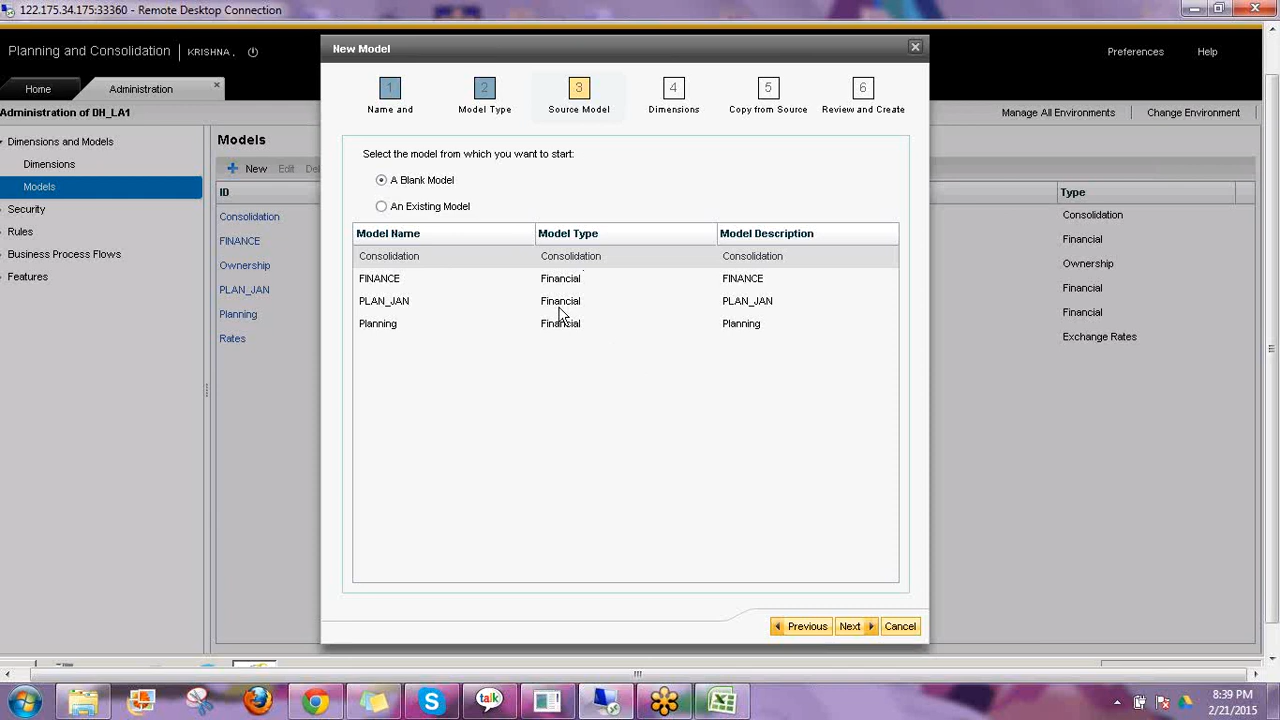 122.175.34.175:33360 - Remote Desktop Connection
Planning and Consolidation KRISHNA .
Preferences Help
Home Administration
Administration of DH_LA1
Manage All Environments Change Environment
Dimensions and Models
Dimensions
Models
Security
Rules
Business Process Flows
Features
Models
New Edit
ID
Type
Consolidation Consolidation
FINANCE Financial
Ownership Ownership
PLAN_JAN Financial
Planning Financial
Rates Exchange Rates
New Model
1 2 3 4 5 6
Name and Model Type Source Model Dimensions Copy from Source Review and Create
Select the model from which you want to start:
A Blank Model
An Existing Model
Model Name Model Type Model Description
Consolidation Consolidation Consolidation
FINANCE Financial FINANCE
PLAN_JAN Financial PLAN_JAN
Planning Financial Planning
Previous Next Cancel
talk
8:39 PM
2/21/2015